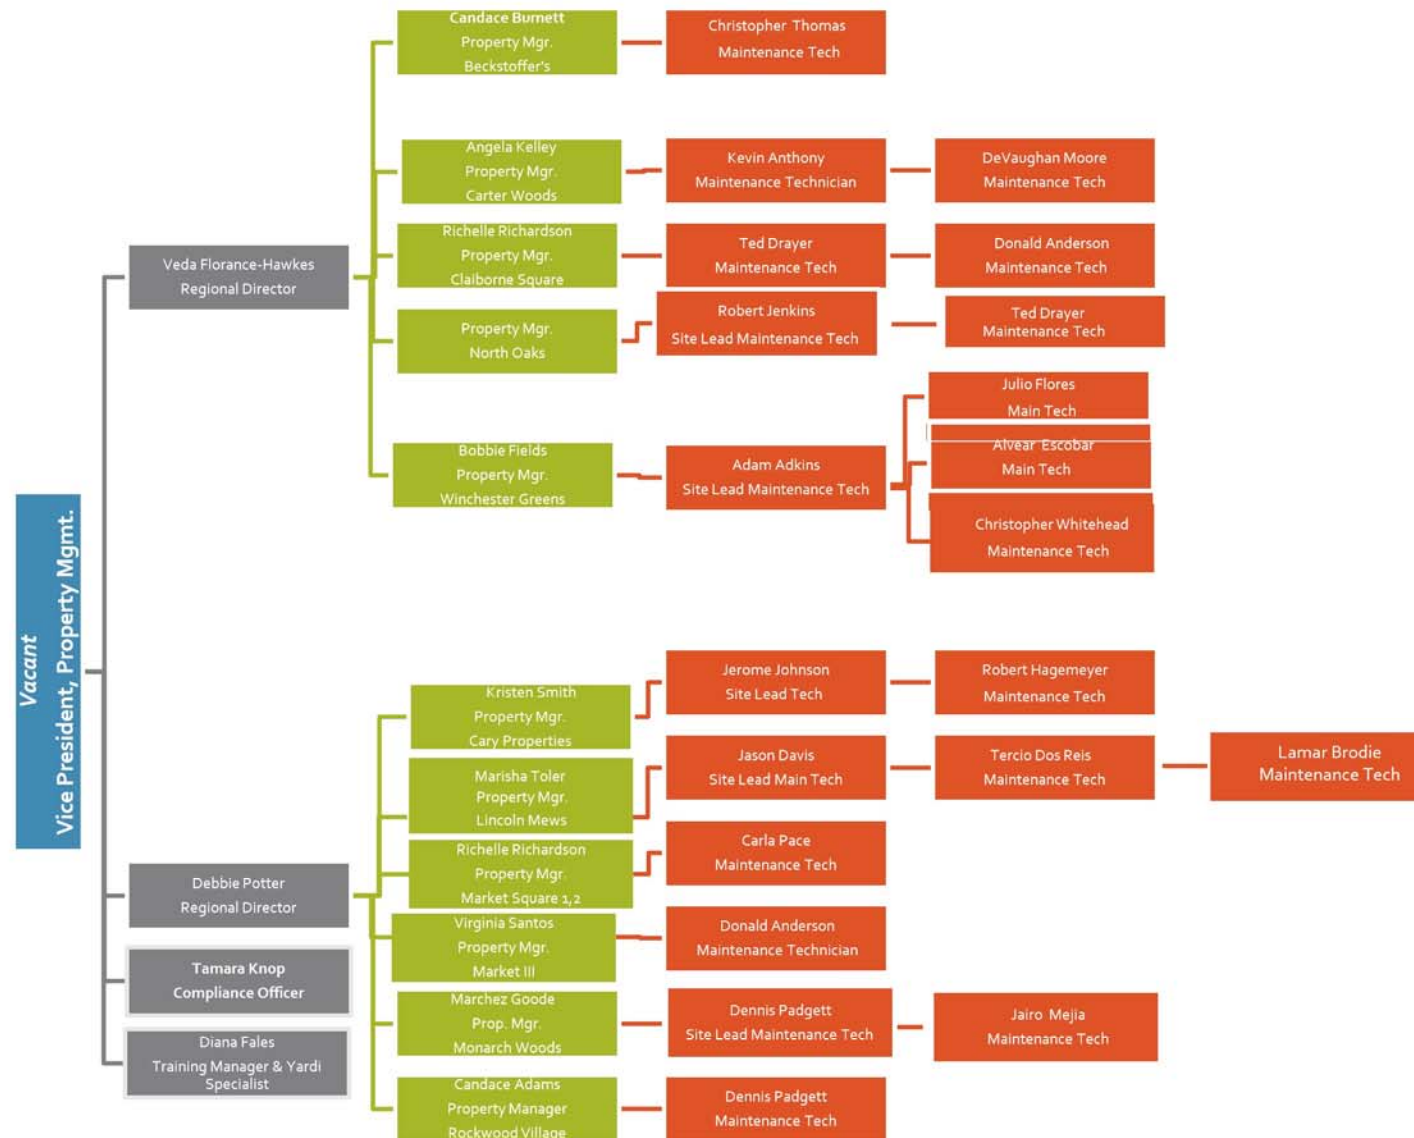 Vacant
Vice President, Property Mgmt.
Veda Florance-Hawkes
Regional Director
Candace Burnett
Property Mgr.
Beckstoffer's
Christopher Thomas
Maintenance Tech
Angela Kelley
Property Mgr.
Carter Woods
Kevin Anthony
Maintenance Technician
DeVaughan Moore
Maintenance Tech
Richelle Richardson
Property Mgr.
Claiborne Square
Ted Drayer
Maintenance Tech
Donald Anderson
Maintenance Tech
Property Mgr.
North Oaks
Robert Jenkins
Site Lead Maintenance Tech
Ted Drayer
Maintenance Tech
Bobbie Fields
Property Mgr.
Winchester Greens
Adam Adkins
Site Lead Maintenance Tech
Julio Flores
Main Tech
Alvear Escobar
Main Tech
Christopher Whitehead
Maintenance Tech
Debbie Potter
Regional Director
Kristen Smith
Property Mgr.
Cary Properties
Jerome Johnson
Site Lead Tech
Robert Hagemeyer
Maintenance Tech
Marisha Toler
Property Mgr.
Lincoln Mews
Jason Davis
Site Lead Main Tech
Tercio Dos Reis
Maintenance Tech
Lamar Brodie
Maintenance Tech
Richelle Richardson
Property Mgr.
Market Square 1,2
Carla Pace
Maintenance Tech
Virginia Santos
Property Mgr.
Market III
Donald Anderson
Maintenance Technician
Marchez Goode
Prop. Mgr.
Monarch Woods
Dennis Padgett
Site Lead Maintenance Tech
Jairo Mejia
Maintenance Tech
Candace Adams
Property Manager
Rockwood Village
Dennis Padgett
Maintenance Tech
Tamara Knop
Compliance Officer
Diana Fales
Training Manager & Yardi
Specialist